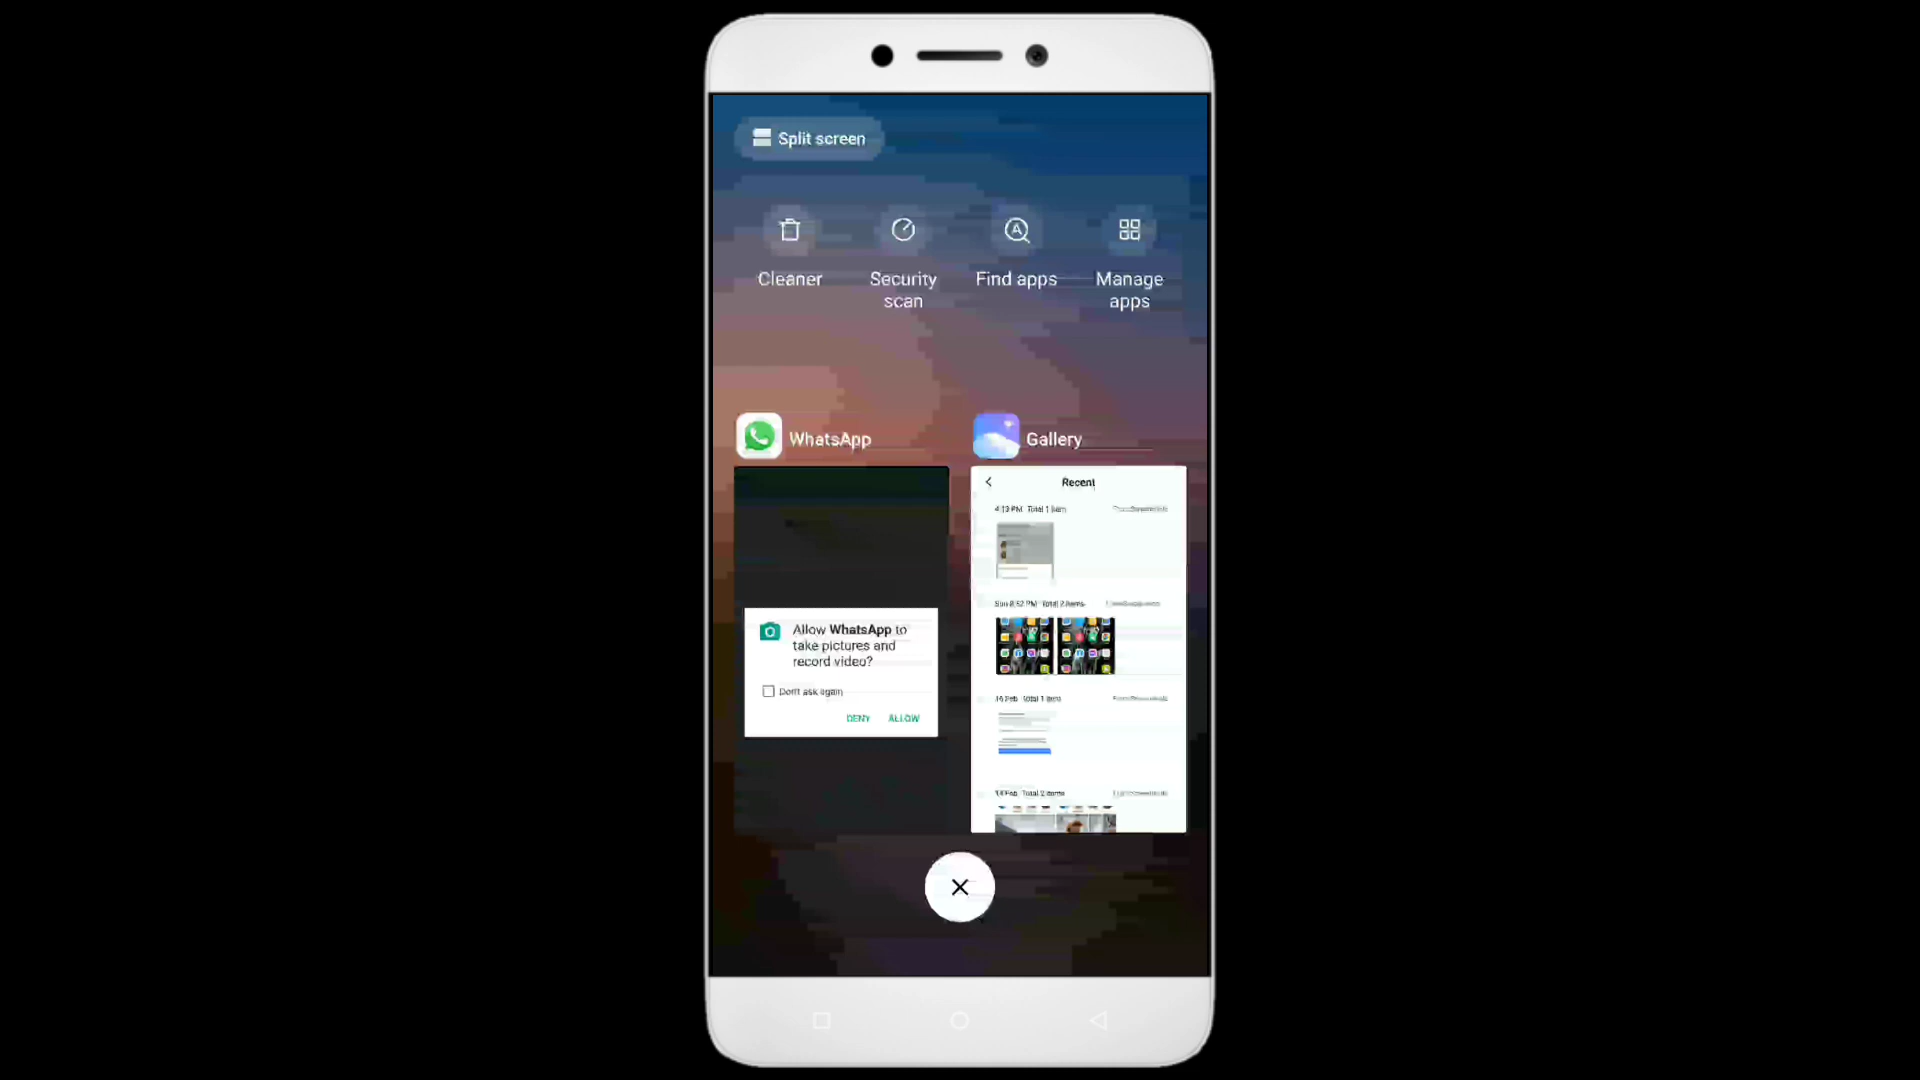 Split screen
Cleaner
Security
scan
Find apps
Manage
apps
WhatsApp
Gallery
Recent
4:13 PM Total 1 item
Allow WhatsApp to
take pictures and
record video?
Don't ask again
DENY ALLOW
Sun 8:52 PM Total 2 items
16 Feb Total 1 item
Total 2 items